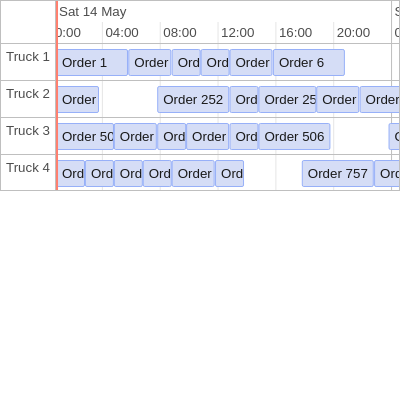 Sat 14 May S
0:00 04:00 08:00 12:00 16:00 20:00 0
Truck 1 Order 1 Order Ord Ord Order Order 6
Truck 2 Order Order 252 Ord Order 25 Order Order
Truck 3 Order 50 Order Ord Order Ord Order 506
Truck 4 Ord Ord Ord Ord Order Ord Order 757 Ord